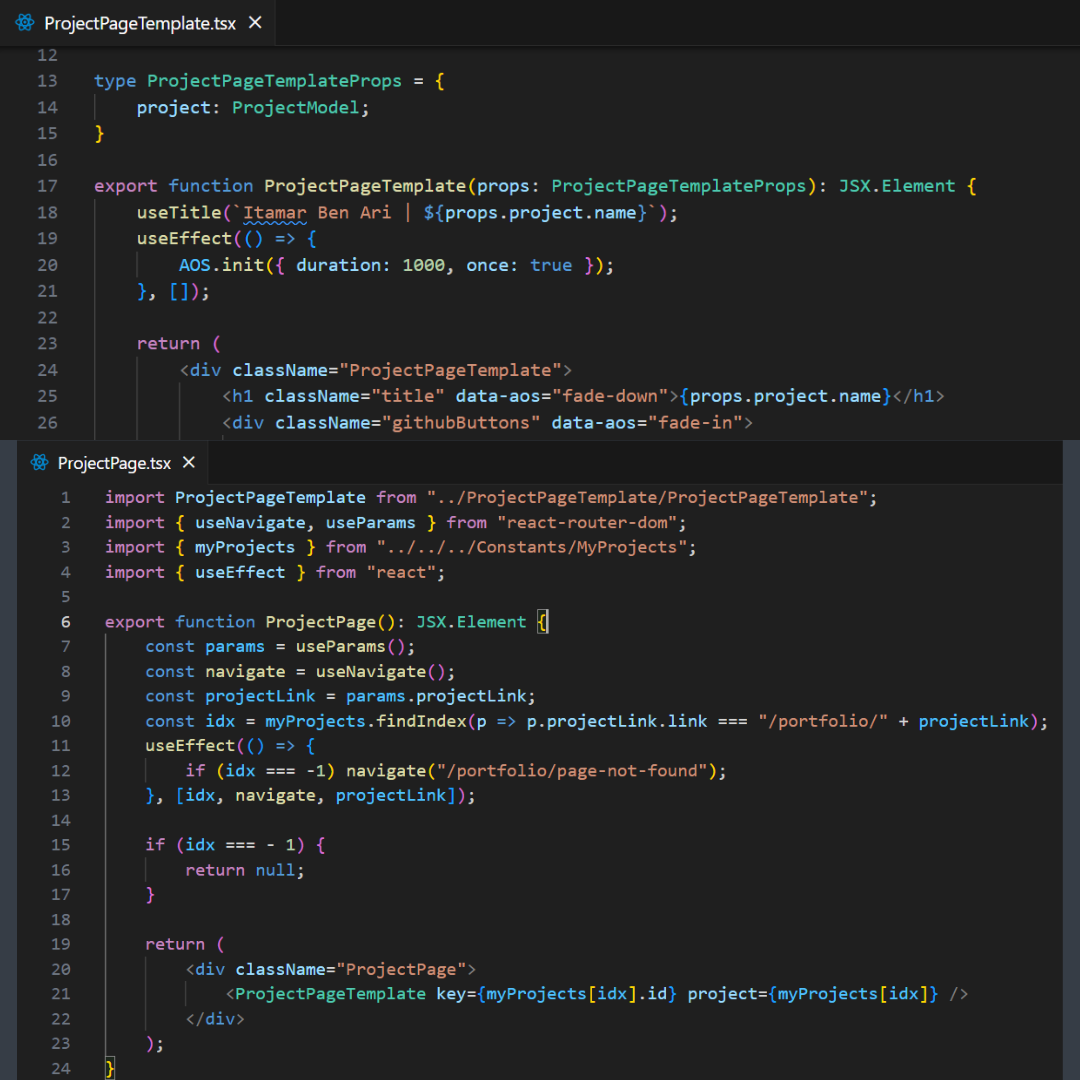 ProjectPageTemplate.tsx ×
12
13 type ProjectPageTemplateProps = {
14     project: ProjectModel;
15 }
16
17 export function ProjectPageTemplate(props: ProjectPageTemplateProps): JSX.Element {
18     useTitle(`Itamar Ben Ari | ${props.project.name}`);
19     useEffect(() => {
20         AOS.init({ duration: 1000, once: true });
21     }, []);
22
23     return (
24         <div className="ProjectPageTemplate">
25             <h1 className="title" data-aos="fade-down">{props.project.name}</h1>
26             <div className="githubButtons" data-aos="fade-in">
ProjectPage.tsx ×
1 import ProjectPageTemplate from "../ProjectPageTemplate/ProjectPageTemplate";
2 import { useNavigate, useParams } from "react-router-dom";
3 import { myProjects } from "../../../Constants/MyProjects";
4 import { useEffect } from "react";
5
6 export function ProjectPage(): JSX.Element {
7     const params = useParams();
8     const navigate = useNavigate();
9     const projectLink = params.projectLink;
10     const idx = myProjects.findIndex(p => p.projectLink.link === "/portfolio/" + projectLink);
11     useEffect(() => {
12         if (idx === -1) navigate("/portfolio/page-not-found");
13     }, [idx, navigate, projectLink]);
14
15     if (idx === - 1) {
16         return null;
17     }
18
19     return (
20         <div className="ProjectPage">
21             <ProjectPageTemplate key={myProjects[idx].id} project={myProjects[idx]} />
22         </div>
23     );
24 }